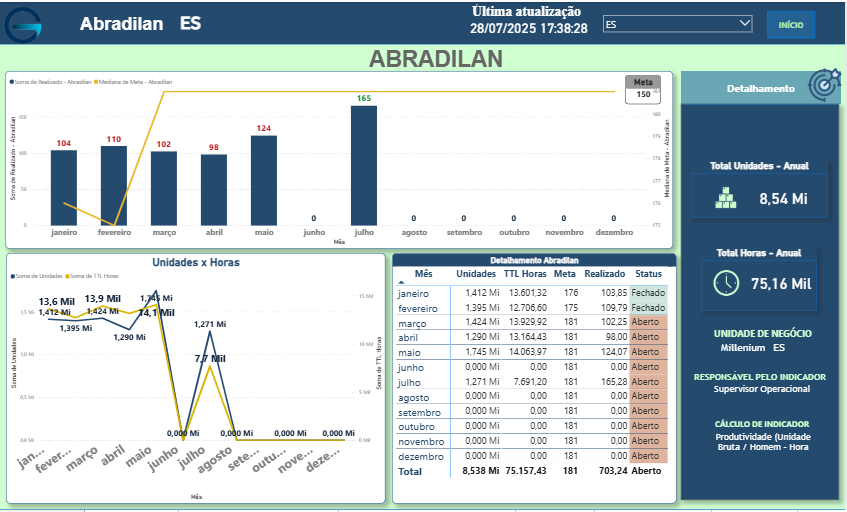 Abradilan ES
Última atualização
28/07/2025 17:38:28
ES
INÍCIO
ABRADILAN
Soma de Realizado - Abradilan Mediana de Meta - Abradilan
Meta
150
Soma de Realizado - Abradilan
150
100
50
0
104
110
102
98
124
0
165
0
0
0
0
0
janeiro fevereiro março abril maio junho julho agosto setembro outubro novembro dezembro
Mês
181
180
179
178
177
176
175
Mediana de Meta - Abradilan
Detalhamento
Total Unidades - Anual
8,54 Mi
Total Horas - Anual
75,16 Mil
UNIDADE DE NEGÓCIO
Millenium ES
RESPONSÁVEL PELO INDICADOR
Supervisor Operacional
CÁLCULO DE INDICADOR
Produtividade (Unidade
Bruta / Homem - Hora
Unidades x Horas
Soma de Unidades Soma de TTL Horas
Soma de Unidades
1,5 Mi
1,0 Mi
0,5 Mi
0,0 Mi
13,6 Mil
1,412 Mi
1,395 Mi
13,9 Mil
1,424 Mi
1,290 Mi
1,745 Mi
14,1 Mil
0,000 Mi
1,271 Mi
7,7 Mil
0,000 Mi
0,000 Mi
0,000 Mi
15 Mil
10 Mil
5 Mil
0 Mil
Soma de TTL Horas
jan... fever... março abril maio junho julho agosto sete... outu... nove... deze...
Mês
Detalhamento Abradilan
Mês Unidades TTL Horas Meta Realizado Status
janeiro 1,412 Mi 13.601,32 176 103,85 Fechado
fevereiro 1,395 Mi 12.706,60 175 109,79 Fechado
março 1,424 Mi 13.929,92 181 102,25 Aberto
abril 1,290 Mi 13.164,43 181 98,00 Aberto
maio 1,745 Mi 14.063,97 181 124,07 Aberto
junho 0,000 Mi 0,00 181 0,00 Aberto
julho 1,271 Mi 7.691,20 181 165,28 Aberto
agosto 0,000 Mi 0,00 181 0,00 Aberto
setembro 0,000 Mi 0,00 181 0,00 Aberto
outubro 0,000 Mi 0,00 181 0,00 Aberto
novembro 0,000 Mi 0,00 181 0,00 Aberto
dezembro 0,000 Mi 0,00 181 0,00 Aberto
Total 8,538 Mi 75.157,43 181 703,24 Aberto